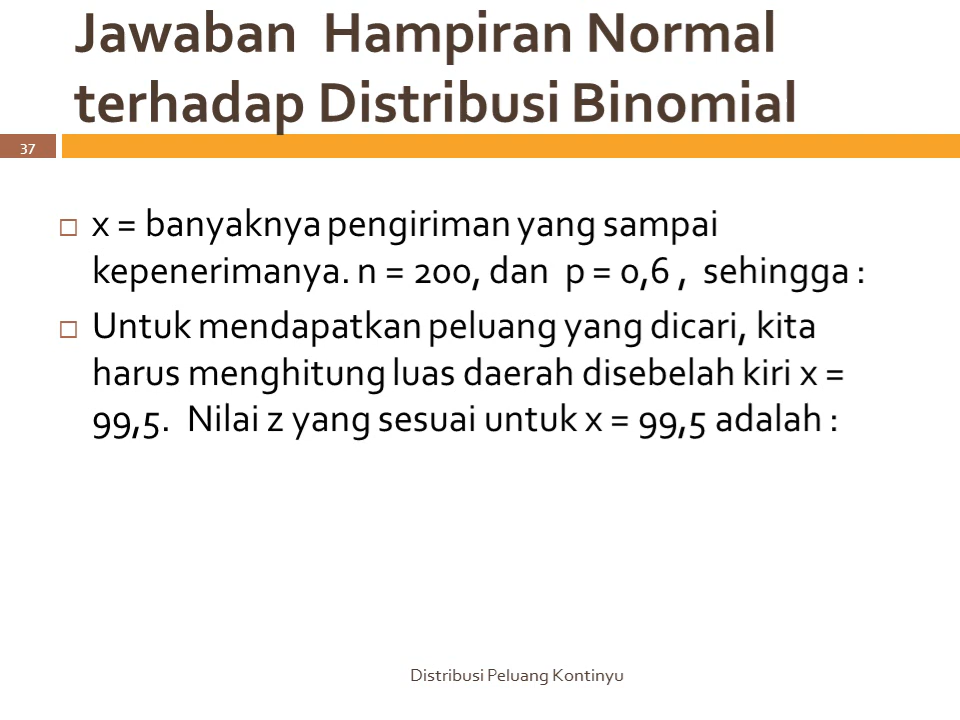 Jawaban Hampiran Normal
terhadap Distribusi Binomial
37
x = banyaknya pengiriman yang sampai
kepenerimanya. n = 200, dan p = 0,6 , sehingga :
Untuk mendapatkan peluang yang dicari, kita
harus menghitung luas daerah disebelah kiri x =
99,5. Nilai z yang sesuai untuk x = 99,5 adalah :
Distribusi Peluang Kontinyu